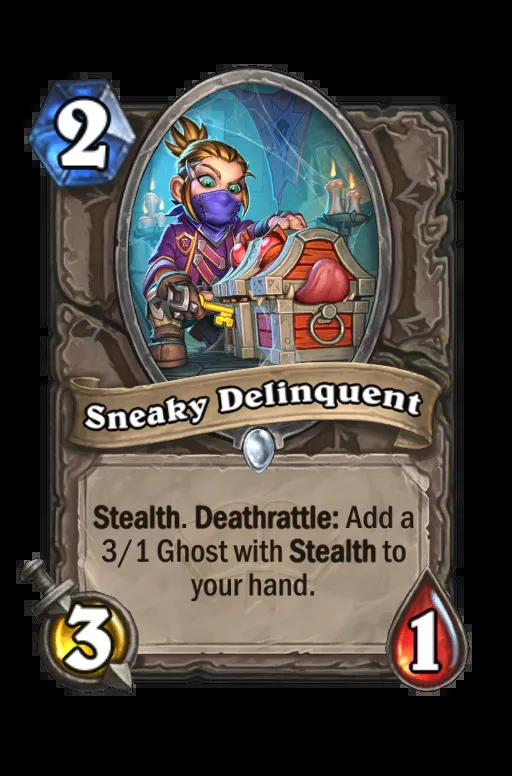 2
Sneaky Delinquent
Stealth. Deathrattle: Add a
3/1 Ghost with Stealth to
your hand.
3
1